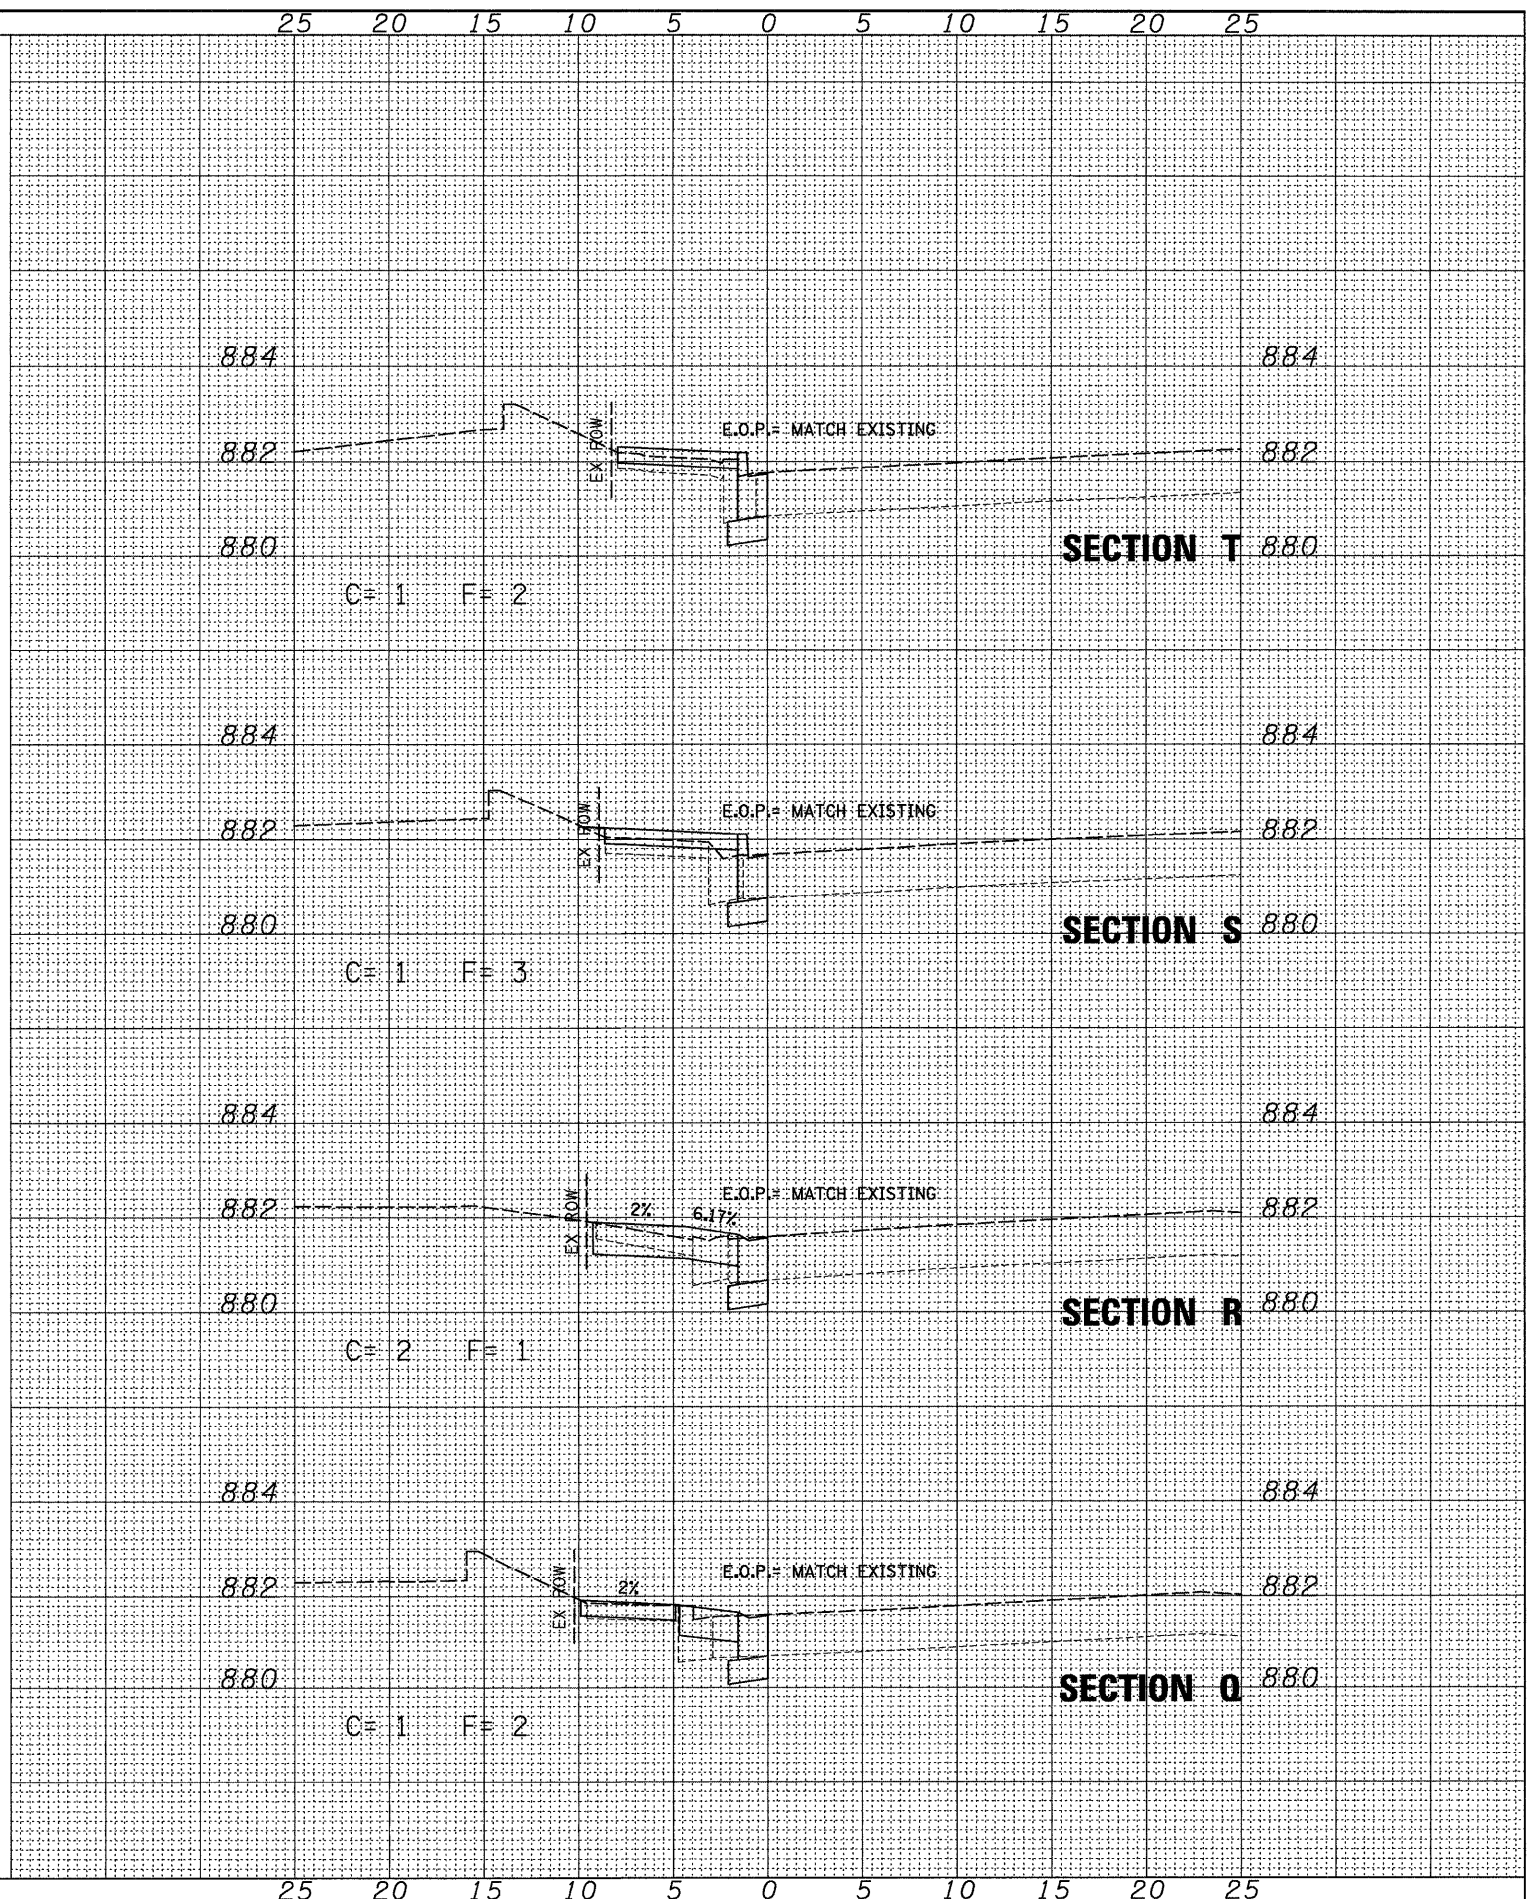 25 20 15 10 5 0 5 10 15 20 25
884 884
EX ROW
E.O.P.= MATCH EXISTING
882 882
880 SECTION T 880
C= 1 F= 2
884 884
EX ROW
E.O.P.= MATCH EXISTING
882 882
880 SECTION S 880
C= 1 F= 3
884 884
EX ROW
E.O.P.= MATCH EXISTING
882 2% 6.17% 882
880 SECTION R 880
C= 2 F= 1
884 884
EX ROW
E.O.P.= MATCH EXISTING
882 2% 882
880 SECTION Q 880
C= 1 F= 2
25 20 15 10 5 0 5 10 15 20 25